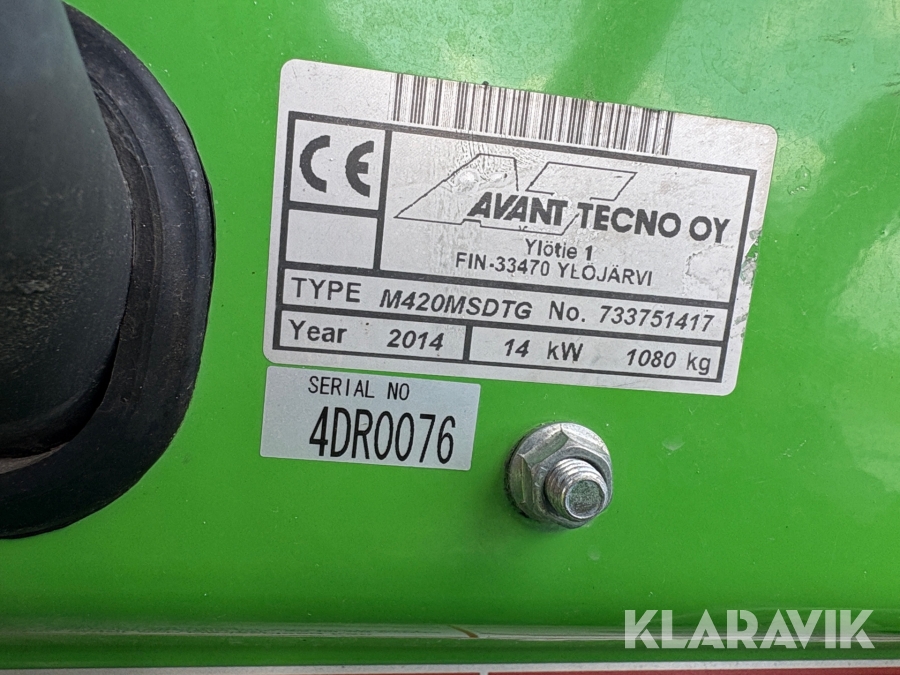 CE
AT
AVANT TECNO OY
Ylötie 1
FIN-33470 YLÖJÄRVI
TYPE M420MSDTG No. 733751417
Year 2014 14 kW 1080 kg
SERIAL NO
4DR0076
KLARAVIK